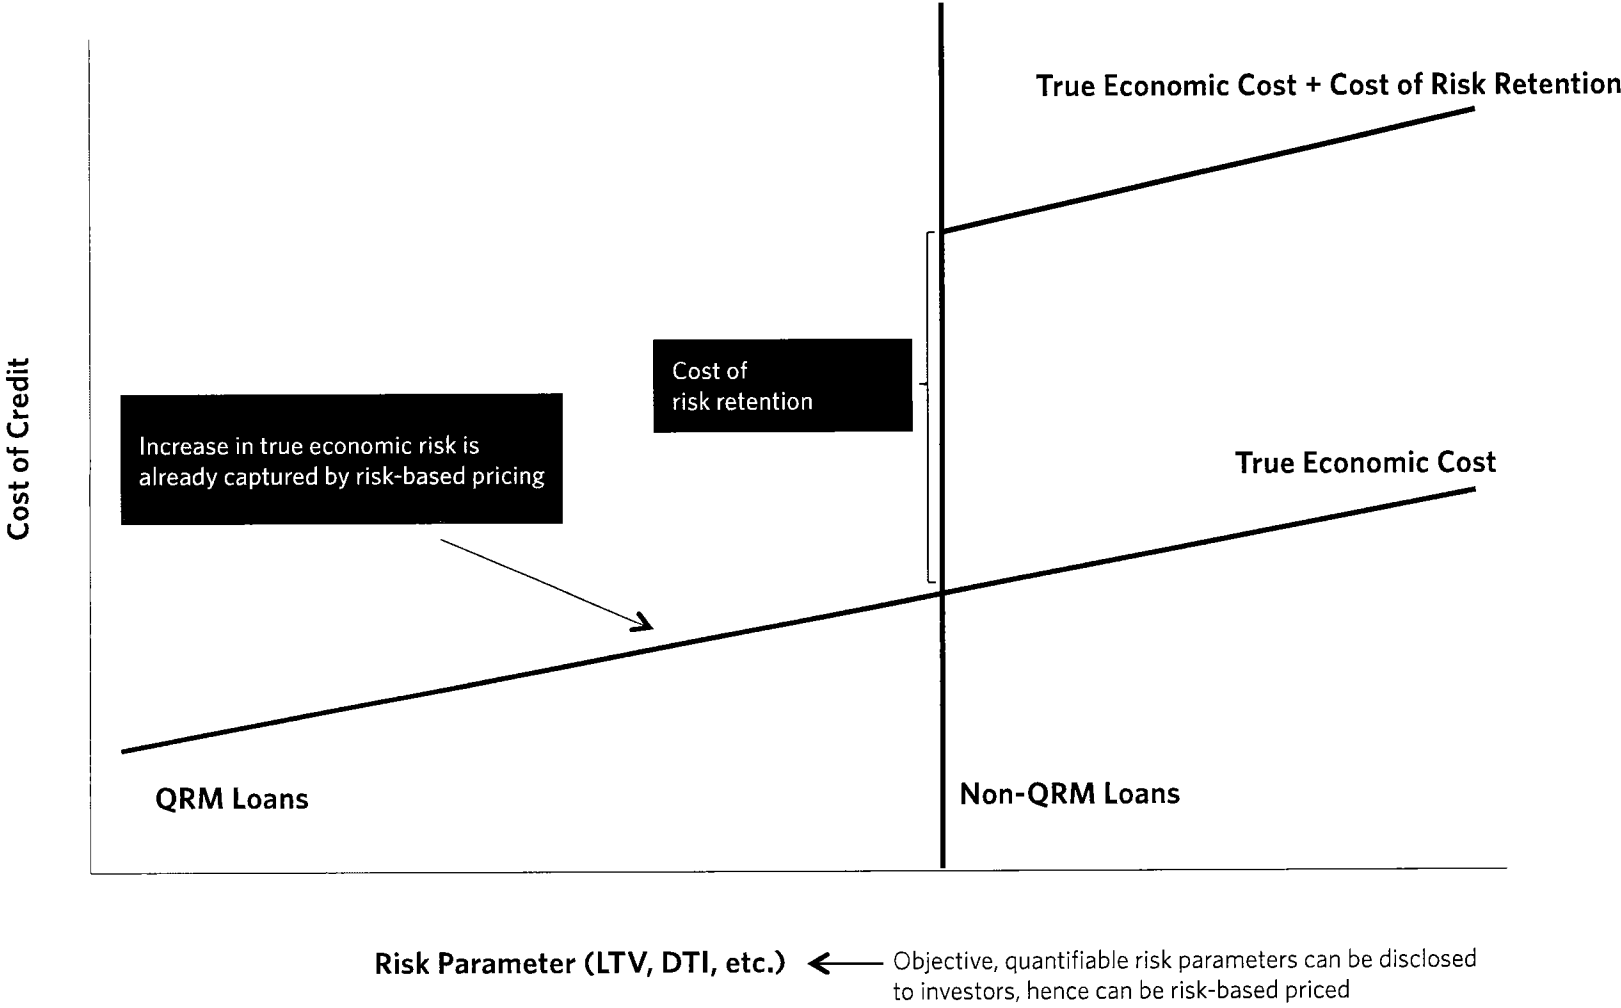 True Economic Cost + Cost of Risk Retention
Cost of
risk retention
Cost of Credit
Increase in true economic risk is
already captured by risk-based pricing
True Economic Cost
QRM Loans
Non-QRM Loans
Risk Parameter (LTV, DTI, etc.)
Objective, quantifiable risk parameters can be disclosed
to investors, hence can be risk-based priced